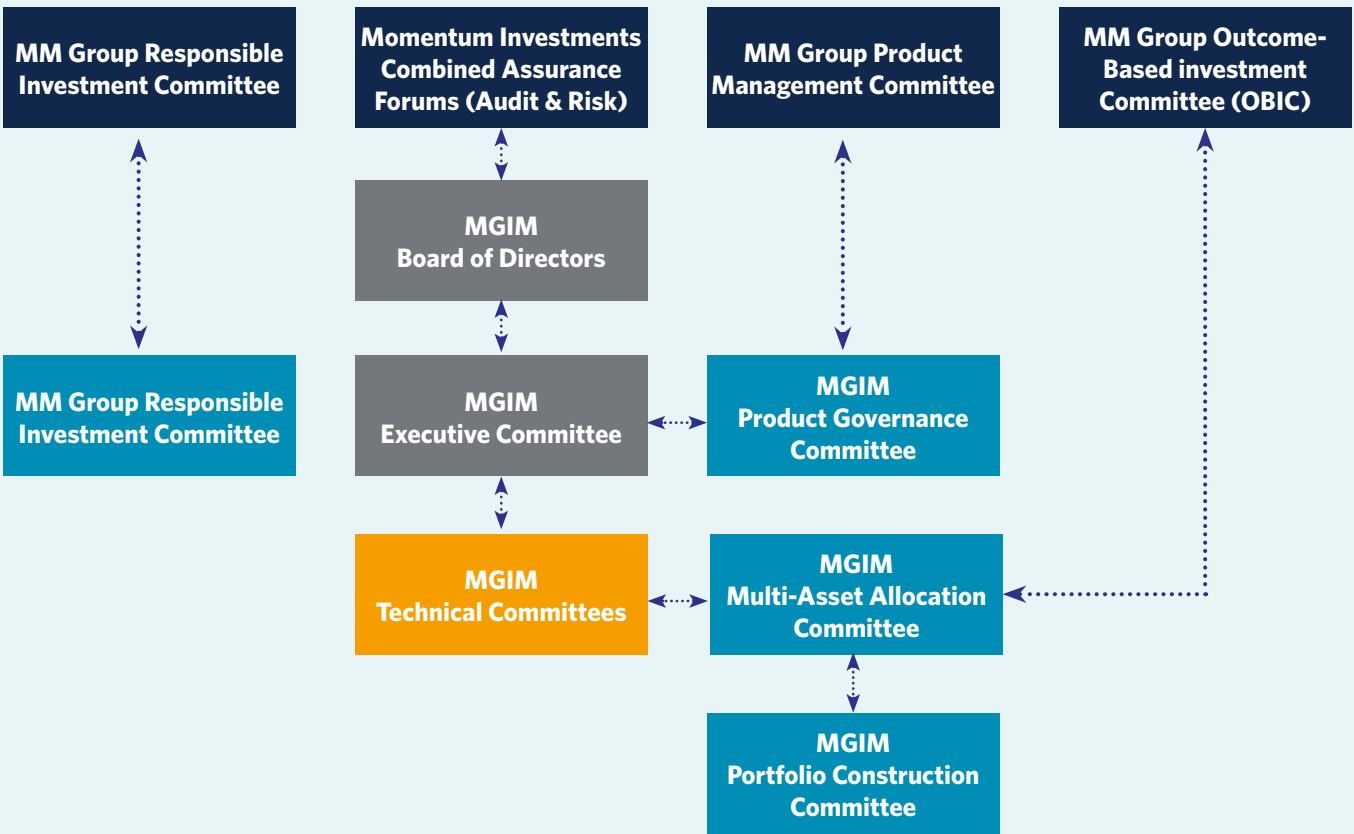 MM Group Responsible
Investment Committee
Momentum Investments
Combined Assurance
Forums (Audit & Risk)
MM Group Product
Management Committee
MM Group Outcome-
Based investment
Committee (OBIC)
MGIM
Board of Directors
MM Group Responsible
Investment Committee
MGIM
Executive Committee
MGIM
Product Governance
Committee
MGIM
Technical Committees
MGIM
Multi-Asset Allocation
Committee
MGIM
Portfolio Construction
Committee